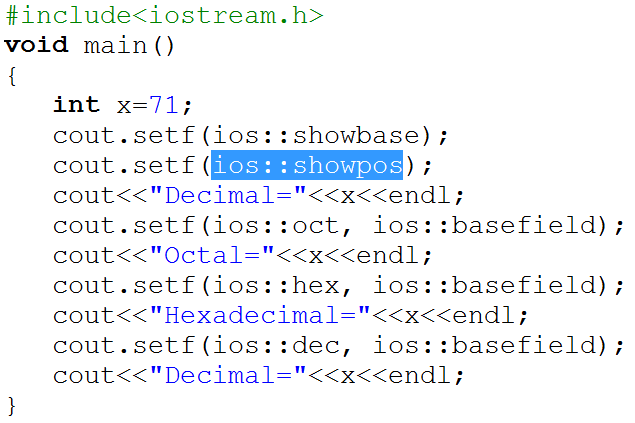 #include<iostream.h>
void main()
{
int x=71;
cout.setf(ios::showbase);
cout.setf(ios::showpos);
cout<<"Decimal="<<x<<endl;
cout.setf(ios::oct, ios::basefield);
cout<<"Octal="<<x<<endl;
cout.setf(ios::hex, ios::basefield);
cout<<"Hexadecimal="<<x<<endl;
cout.setf(ios::dec, ios::basefield);
cout<<"Decimal="<<x<<endl;
}